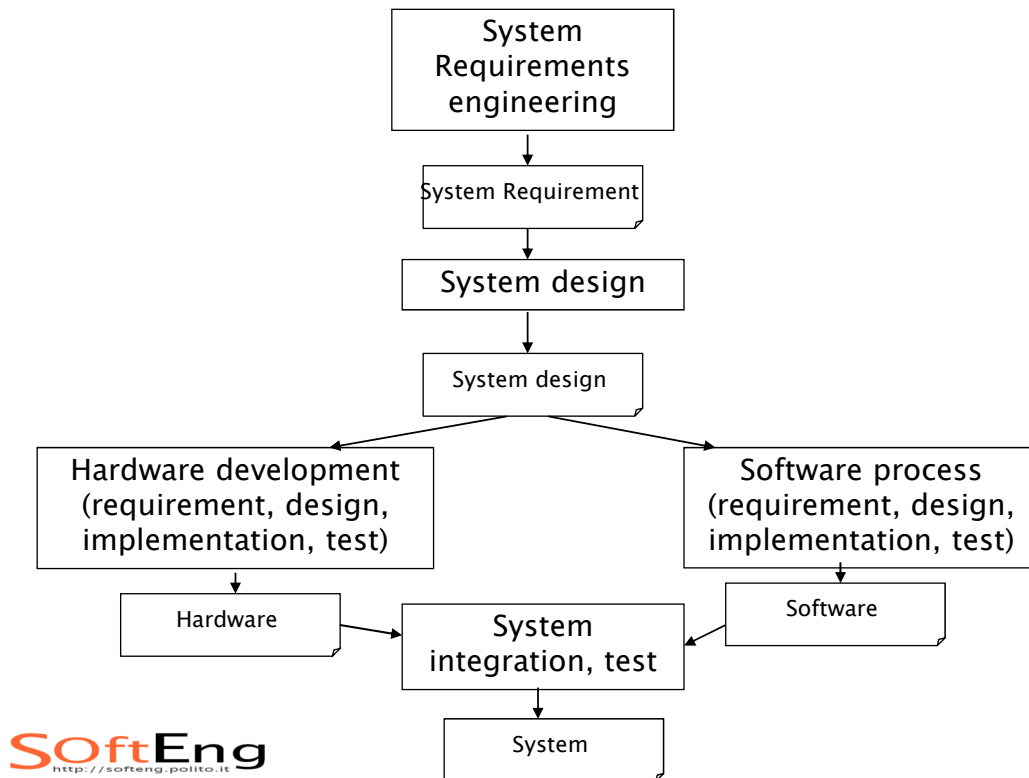 System
Requirements
engineering
System Requirement
System design
System design
Hardware development
(requirement, design,
implementation, test)
Software process
(requirement, design,
implementation, test)
Hardware
System
integration, test
Software
System
SOftEng
http://softeng.polito.it